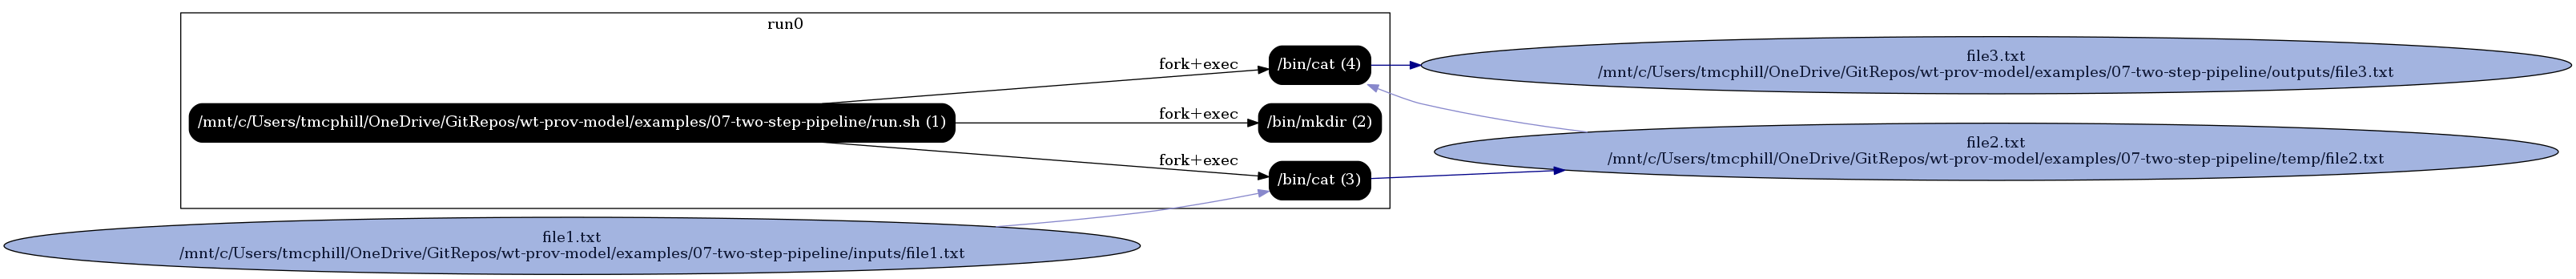 run0
fork+exec
/bin/cat (4)
file3.txt
/mnt/c/Users/tmcphill/OneDrive/GitRepos/wt-prov-model/examples/07-two-step-pipeline/outputs/file3.txt
/mnt/c/Users/tmcphill/OneDrive/GitRepos/wt-prov-model/examples/07-two-step-pipeline/run.sh (1)
fork+exec
/bin/mkdir (2)
file2.txt
/mnt/c/Users/tmcphill/OneDrive/GitRepos/wt-prov-model/examples/07-two-step-pipeline/temp/file2.txt
fork+exec
/bin/cat (3)
file1.txt
/mnt/c/Users/tmcphill/OneDrive/GitRepos/wt-prov-model/examples/07-two-step-pipeline/inputs/file1.txt